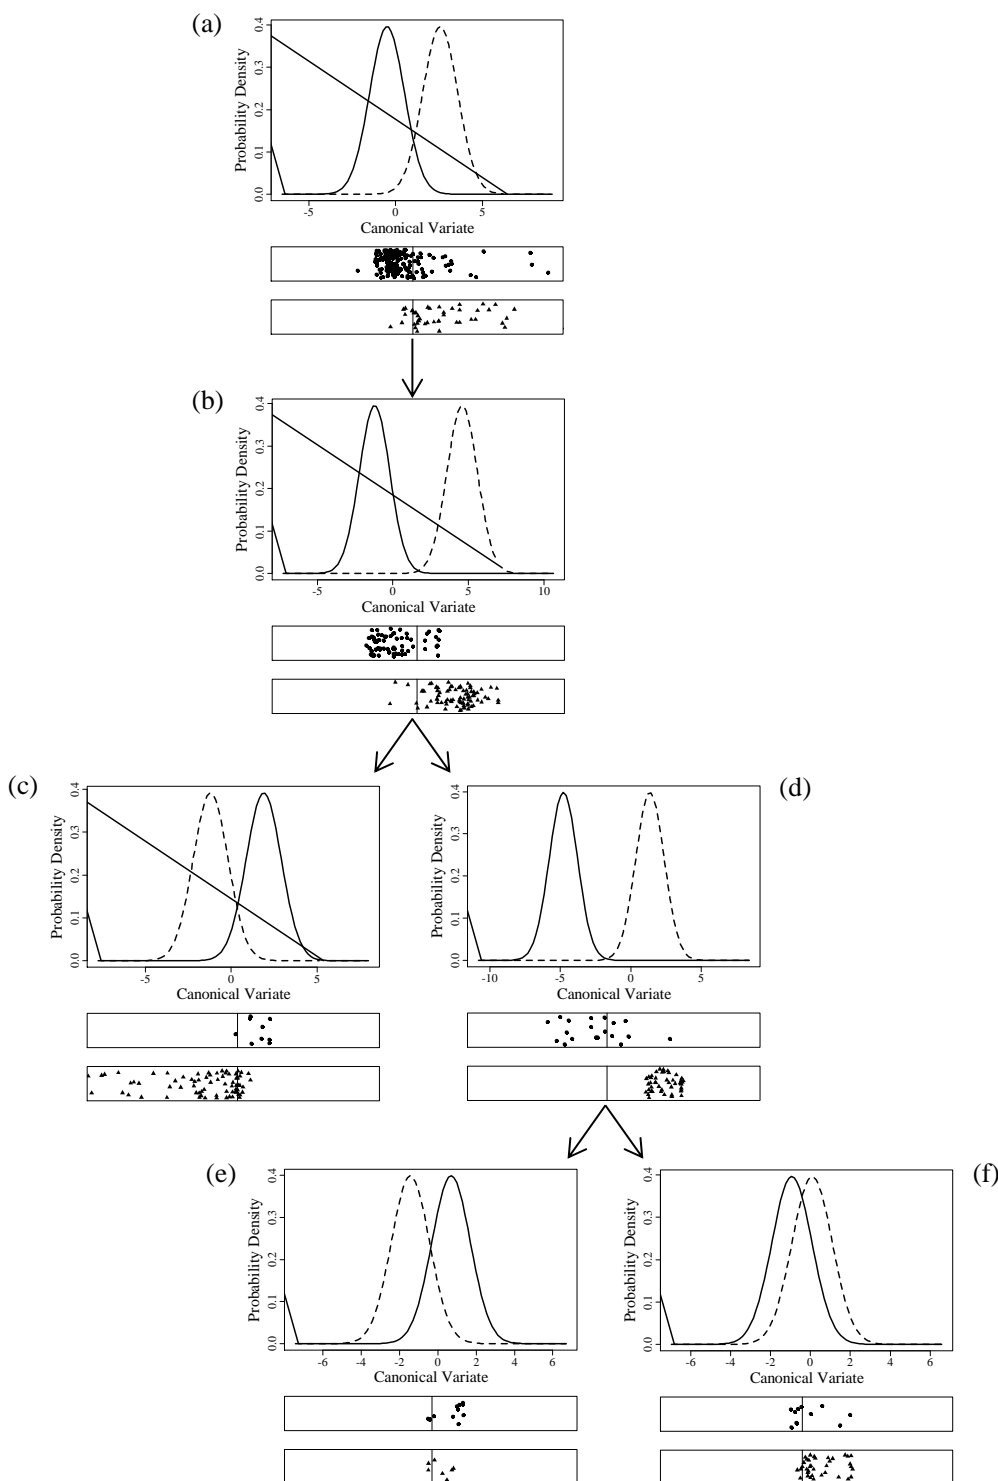 (a)
Probability Density
0.0 0.1 0.2 0.3 0.4
-5 0 5
Canonical Variate
(b)
Probability Density
0.0 0.1 0.2 0.3 0.4
-5 0 5 10
Canonical Variate
(c)
Probability Density
0.0 0.1 0.2 0.3 0.4
-5 0 5
Canonical Variate
(d)
Probability Density
0.0 0.1 0.2 0.3 0.4
-10 -5 0 5
Canonical Variate
(e)
Probability Density
0.0 0.1 0.2 0.3 0.4
-6 -4 -2 0 2 4 6
Canonical Variate
(f)
Probability Density
0.0 0.1 0.2 0.3 0.4
-6 -4 -2 0 2 4 6
Canonical Variate